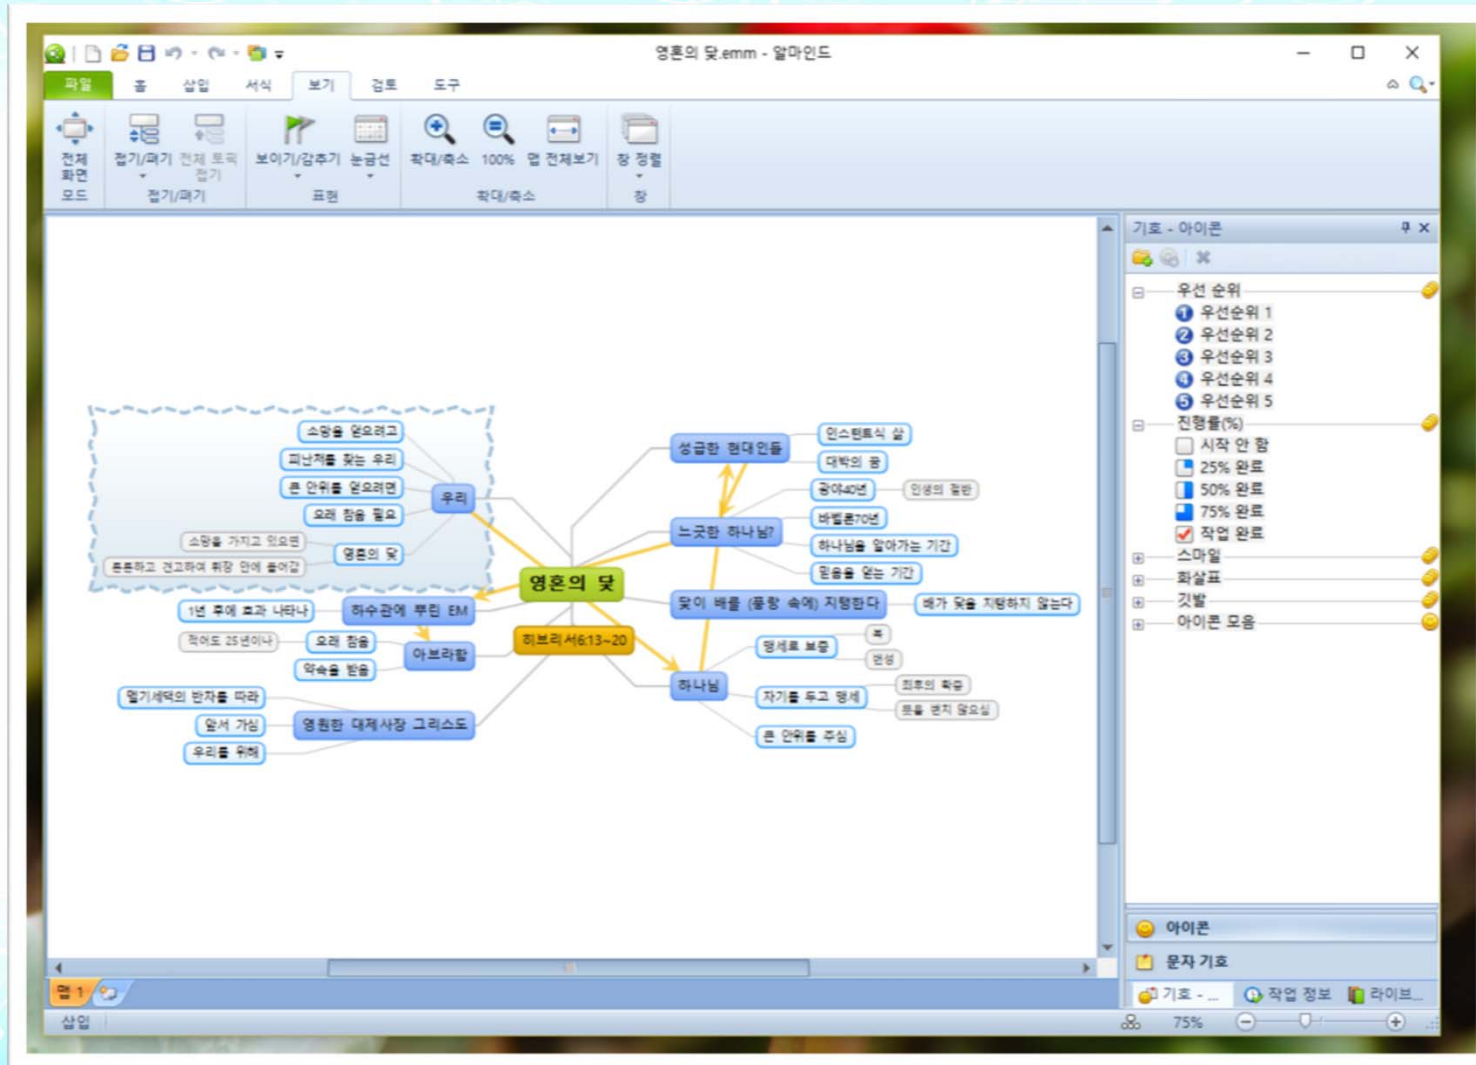 영혼의 닻.emm - 알마인드
파일 홈 삽입 서식 보기 검토 도구
전체 화면
접기/펴기
전체 토픽 접기
보이기/감추기
눈금선
확대/축소
100%
맵 전체보기
창 정렬
모드
접기/펴기
표현
확대/축소
창
소망을 얻으려고
피난처를 찾는 우리
큰 안위를 얻으려면
오래 참음 필요
우리
소망을 가지고 있으면
튼튼하고 견고하여 휘장 안에 들어감
영혼의 닻
1년 후에 효과 나타나
하수관에 뿌린 EM
적어도 25년이나
오래 참음
약속을 받음
아브라함
멜기세덱의 반차를 따라
앞서 가심
우리를 위해
영원한 대제사장 그리스도
영혼의 닻
히브리서6:13~20
성급한 현대인들
인스턴트식 삶
대박의 꿈
느긋한 하나님?
광야40년
인생의 절반
바벨론70년
하나님을 알아가는 기간
믿음을 얻는 기간
닻이 배를 (풍랑 속에) 지탱한다
배가 닻을 지탱하지 않는다
하나님
맹세로 보증
복
번성
자기를 두고 맹세
최후의 확증
뜻을 변치 않으심
큰 안위를 주심
기호 - 아이콘
우선 순위
1 우선순위 1
2 우선순위 2
3 우선순위 3
4 우선순위 4
5 우선순위 5
진행률(%)
시작 안 함
25% 완료
50% 완료
75% 완료
작업 완료
스마일
화살표
깃발
아이콘 모음
아이콘
문자 기호
기호 - ...
작업 정보
라이브...
맵 1
삽입
75%